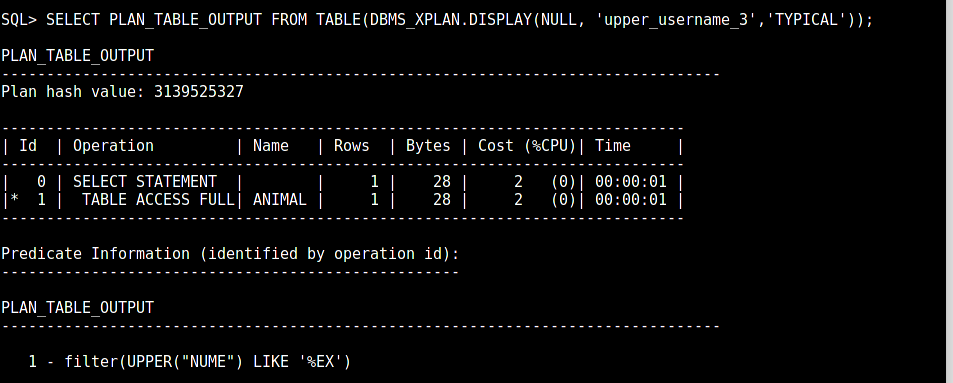 SQL> SELECT PLAN_TABLE_OUTPUT FROM TABLE(DBMS_XPLAN.DISPLAY(NULL, 'upper_username_3','TYPICAL'));

PLAN_TABLE_OUTPUT
--------------------------------------------------------------------------------
Plan hash value: 3139525327

----------------------------------------------------------------------------
| Id  | Operation         | Name   | Rows  | Bytes | Cost (%CPU)| Time     |
----------------------------------------------------------------------------
|   0 | SELECT STATEMENT  |        |     1 |    28 |     2   (0)| 00:00:01 |
|*  1 |  TABLE ACCESS FULL| ANIMAL |     1 |    28 |     2   (0)| 00:00:01 |
----------------------------------------------------------------------------

Predicate Information (identified by operation id):
---------------------------------------------------

PLAN_TABLE_OUTPUT
--------------------------------------------------------------------------------

   1 - filter(UPPER("NUME") LIKE '%EX')